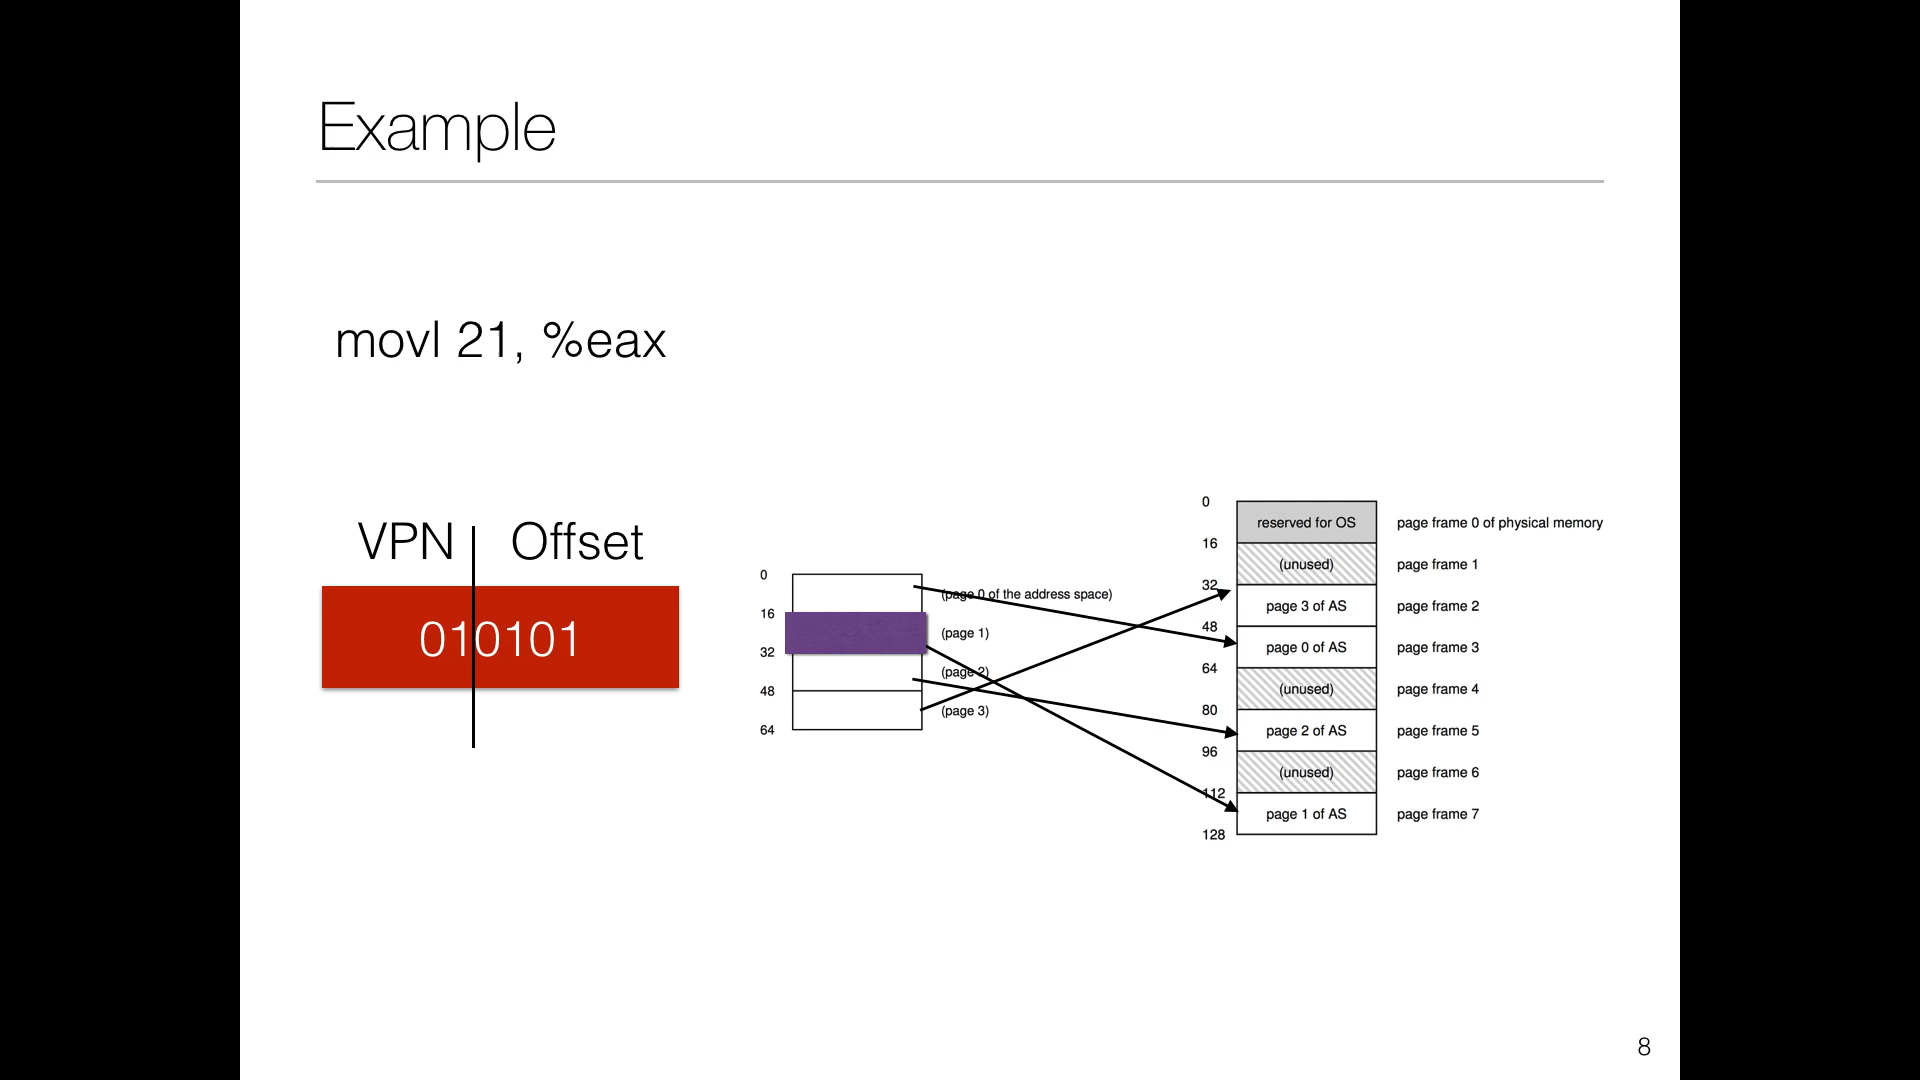 Example
movl 21, %eax
VPN Offset
010101
0
16
32
48
64
(page 0 of the address space)
(page 1)
(page 2)
(page 3)
0
16
32
48
64
80
96
112
128
reserved for OS page frame 0 of physical memory
(unused) page frame 1
page 3 of AS page frame 2
page 0 of AS page frame 3
(unused) page frame 4
page 2 of AS page frame 5
(unused) page frame 6
page 1 of AS page frame 7
8